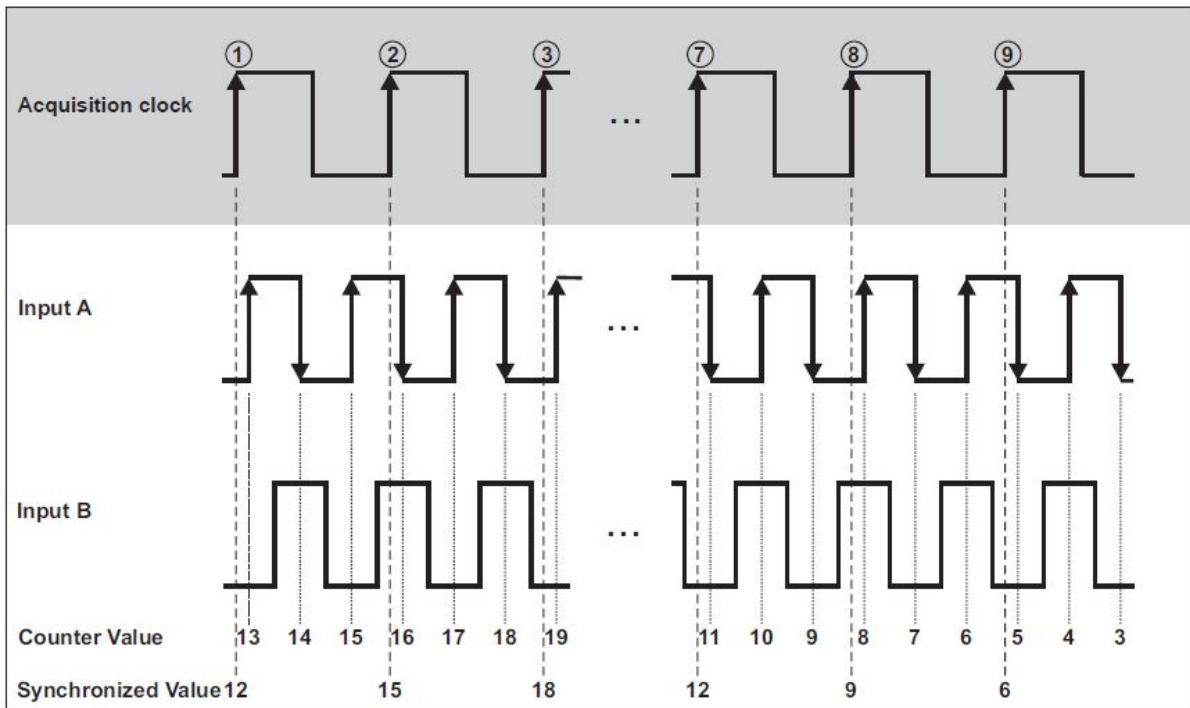 ① ② ③ ⑦ ⑧ ⑨
Acquisition clock
...
Input A
...
Input B
...
Counter Value 13 14 15 16 17 18 19 11 10 9 8 7 6 5 4 3
Synchronized Value 12 15 18 12 9 6